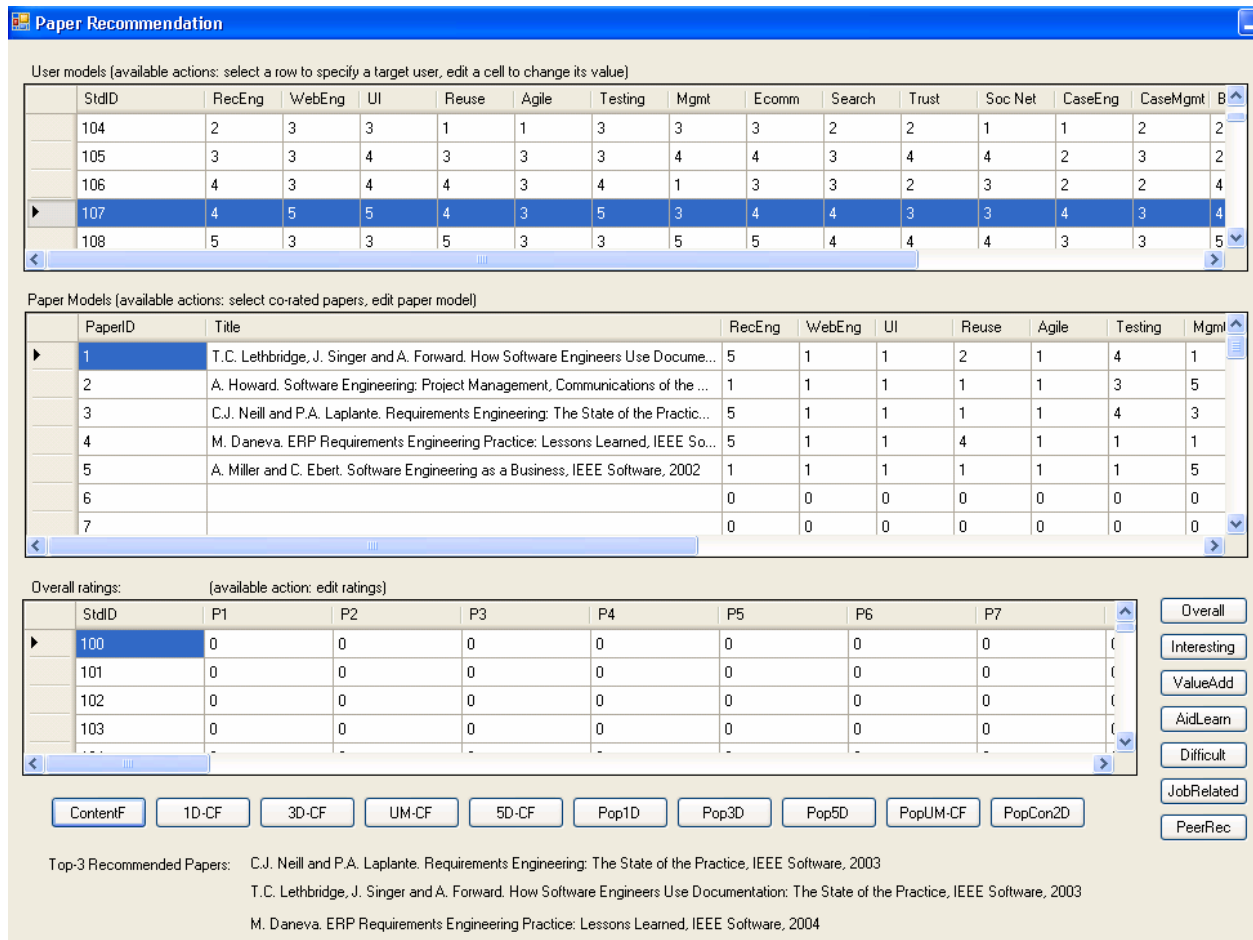 Paper Recommendation
User models (available actions: select a row to specify a target user, edit a cell to change its value)
StdID RecEng WebEng UI Reuse Agile Testing Mgmt Ecomm Search Trust Soc Net CaseEng CaseMgmt B
104 2 3 3 1 1 3 3 3 2 2 1 1 2 2
105 3 3 4 3 3 3 4 4 3 4 4 2 3 2
106 4 3 4 4 3 4 1 3 3 2 3 2 2 4
107 4 5 5 4 3 5 3 4 4 3 3 4 3 4
108 5 3 3 5 3 3 5 5 4 4 4 3 3 5
Paper Models (available actions: select co-rated papers, edit paper model)
PaperID Title RecEng WebEng UI Reuse Agile Testing Mgmt
1 T.C. Lethbridge, J. Singer and A. Forward. How Software Engineers Use Docume... 5 1 1 2 1 4 1
2 A. Howard. Software Engineering: Project Management, Communications of the ... 1 1 1 1 1 3 5
3 C.J. Neill and P.A. Laplante. Requirements Engineering: The State of the Practic... 5 1 1 1 1 4 3
4 M. Daneva. ERP Requirements Engineering Practice: Lessons Learned, IEEE So... 5 1 1 4 1 1 1
5 A. Miller and C. Ebert. Software Engineering as a Business, IEEE Software, 2002 1 1 1 1 1 1 5
6 0 0 0 0 0 0 0
7 0 0 0 0 0 0 0
Overall ratings: (available action: edit ratings)
StdID P1 P2 P3 P4 P5 P6 P7
100 0 0 0 0 0 0 0
101 0 0 0 0 0 0 0
102 0 0 0 0 0 0 0
103 0 0 0 0 0 0 0
Overall
Interesting
ValueAdd
AidLearn
Difficult
JobRelated
PeerRec
ContentF 1D-CF 3D-CF UM-CF 5D-CF Pop1D Pop3D Pop5D PopUM-CF PopCon2D
Top-3 Recommended Papers: C.J. Neill and P.A. Laplante. Requirements Engineering: The State of the Practice, IEEE Software, 2003
T.C. Lethbridge, J. Singer and A. Forward. How Software Engineers Use Documentation: The State of the Practice, IEEE Software, 2003
M. Daneva. ERP Requirements Engineering Practice: Lessons Learned, IEEE Software, 2004